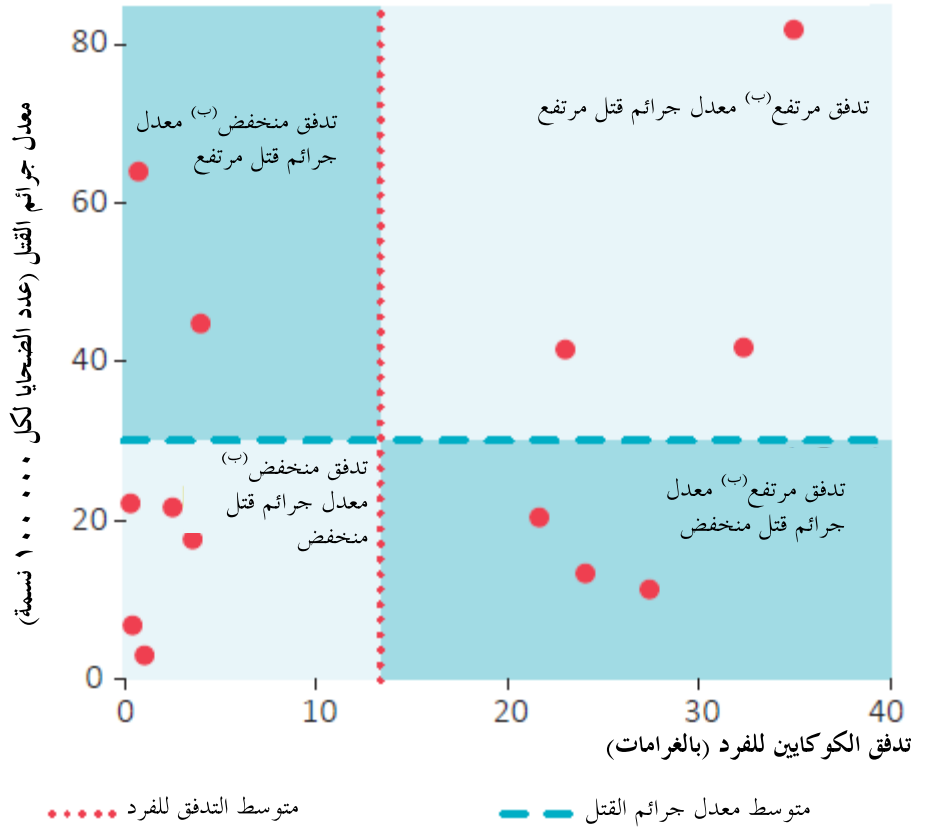 معدل جرائم القتل (عدد الضحايا لكل ١٠٠ ٠٠٠ نسمة)
80
60
40
20
0
تدفق منخفض(ب) معدل
جرائم قتل مرتفع
تدفق مرتفع(ب) معدل جرائم قتل مرتفع
تدفق منخفض(ب)
معدل جرائم قتل
منخفض
تدفق مرتفع(ب) معدل
جرائم قتل منخفض
0 10 20 30 40
تدفق الكوكايين للفرد (بالغرامات)
متوسط معدل جرائم القتل
متوسط التدفق للفرد